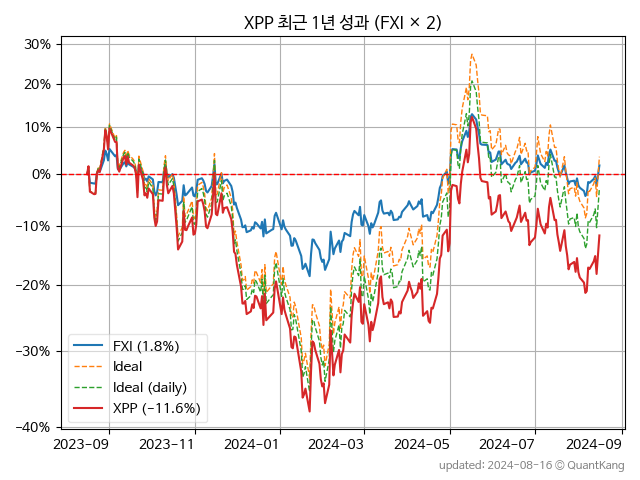 XPP 최근 1년 성과 (FXI × 2)
30%
20%
10%
0%
−10%
−20%
−30%
−40%
FXI (1.8%)
Ideal
Ideal (daily)
XPP (−11.6%)
2023-09 2023-11 2024-01 2024-03 2024-05 2024-07 2024-09
updated: 2024-08-16 © QuantKang